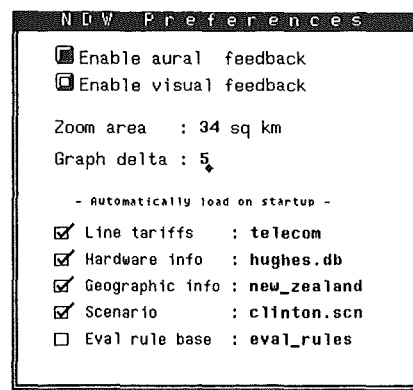 NDW Preferences
Enable aural feedback
Enable visual feedback
Zoom area : 34 sq km
Graph delta : 5
- Automatically load on startup -
Line tariffs : telecom
Hardware info : hughes.db
Geographic info : new_zealand
Scenario : clinton.scn
Eval rule base : eval_rules